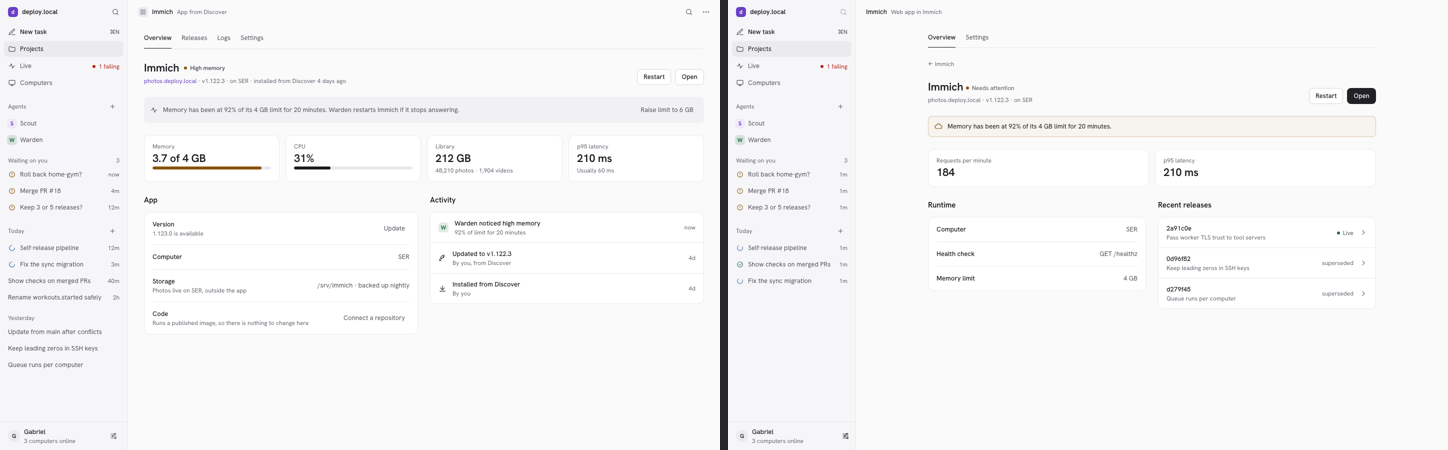 d deploy.local
New task ⌘N
Projects
Live 1 failing
Computers
Agents
S Scout
W Warden
Waiting on you 3
Roll back home-gym? now
Merge PR #18 4m
Keep 3 or 5 releases? 12m
Today
Self-release pipeline 12m
Fix the sync migration 3m
Show checks on merged PRs 40m
Rename workouts.started safely 2h
Yesterday
Update from main after conflicts
Keep leading zeros in SSH keys
Queue runs per computer
G Gabriel
3 computers online
Immich App from Discover
Overview Releases Logs Settings
Immich High memory
photos.deploy.local · v1.122.3 · on SER · installed from Discover 4 days ago
Restart Open
Memory has been at 92% of its 4 GB limit for 20 minutes. Warden restarts Immich if it stops answering. Raise limit to 6 GB
Memory
3.7 of 4 GB
CPU
31%
Library
212 GB
48,210 photos · 1,904 videos
p95 latency
210 ms
Usually 60 ms
App
Version
1.123.0 is available
Update
Computer SER
Storage
Photos live on SER, outside the app
/srv/immich · backed up nightly
Code
Runs a published image, so there is nothing to change here
Connect a repository
Activity
W Warden noticed high memory
92% of limit for 20 minutes
now
Updated to v1.122.3
By you, from Discover
4d
Installed from Discover
By you
4d
d deploy.local
New task ⌘N
Projects
Live 1 failing
Computers
Agents
S Scout
W Warden
Waiting on you 3
Roll back home-gym? 1m
Merge PR #18 1m
Keep 3 or 5 releases? 1m
Today
Self-release pipeline 1m
Show checks on merged PRs 1m
Fix the sync migration 1m
G Gabriel
3 computers online
Immich Web app in Immich
Overview Settings
← Immich
Immich Needs attention
photos.deploy.local · v1.122.3 · on SER
Restart Open
Memory has been at 92% of its 4 GB limit for 20 minutes.
Requests per minute
184
p95 latency
210 ms
Runtime
Computer SER
Health check GET /healthz
Memory limit 4 GB
Recent releases
2a91c0e
Pass worker TLS trust to tool servers
Live
0d96f82
Keep leading zeros in SSH keys
superseded
d279f45
Queue runs per computer
superseded